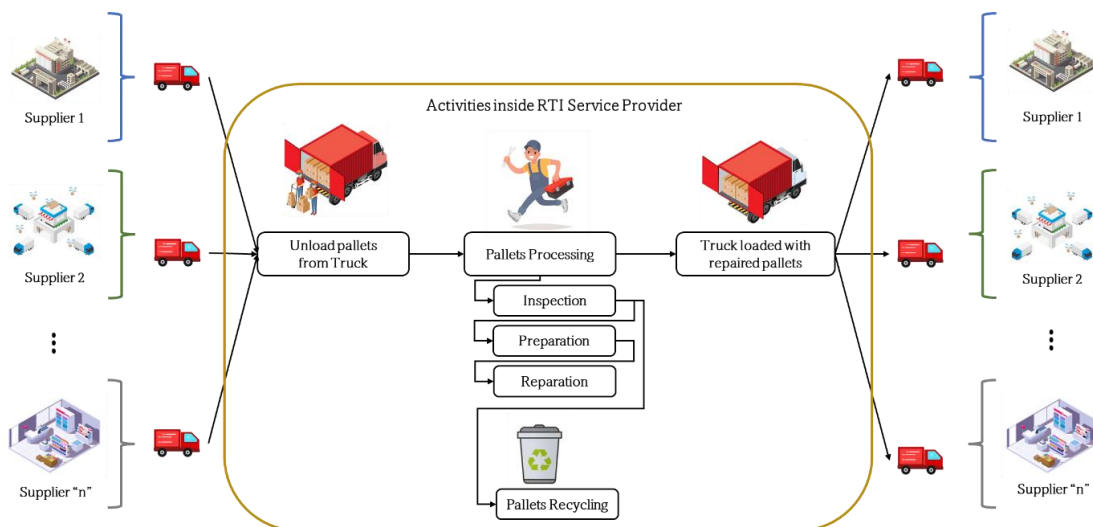 Activities inside RTI Service Provider
Supplier 1
Supplier 1
Unload pallets
from Truck
Pallets Processing
Truck loaded with
repaired pallets
Supplier 2
Supplier 2
Inspection
Preparation
Reparation
Supplier “n”
Supplier “n”
Pallets Recycling